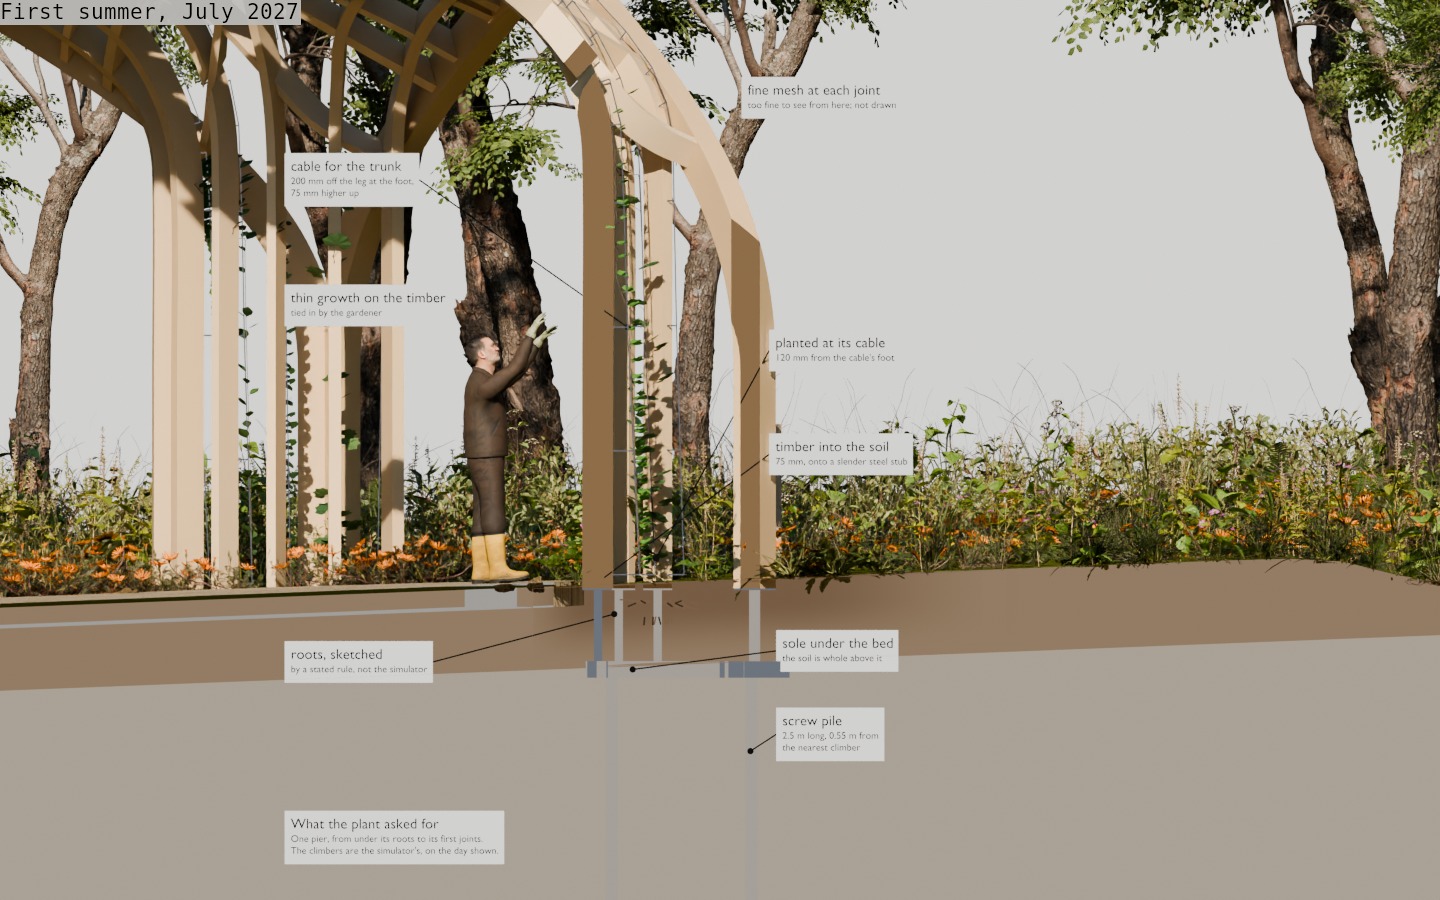 First summer, July 2027
fine mesh at each joint
too fine to see from here; not drawn
cable for the trunk
200 mm off the leg at the foot,
75 mm higher up
thin growth on the timber
tied in by the gardener
planted at its cable
120 mm from the cable's foot
timber into the soil
75 mm, onto a slender steel stub
roots, sketched
by a stated rule, not the simulator
sole under the bed
the soil is whole above it
screw pile
2.5 m long, 0.55 m from
the nearest climber
What the plant asked for
One pier, from under its roots to its first joints.
The climbers are the simulator's, on the day shown.